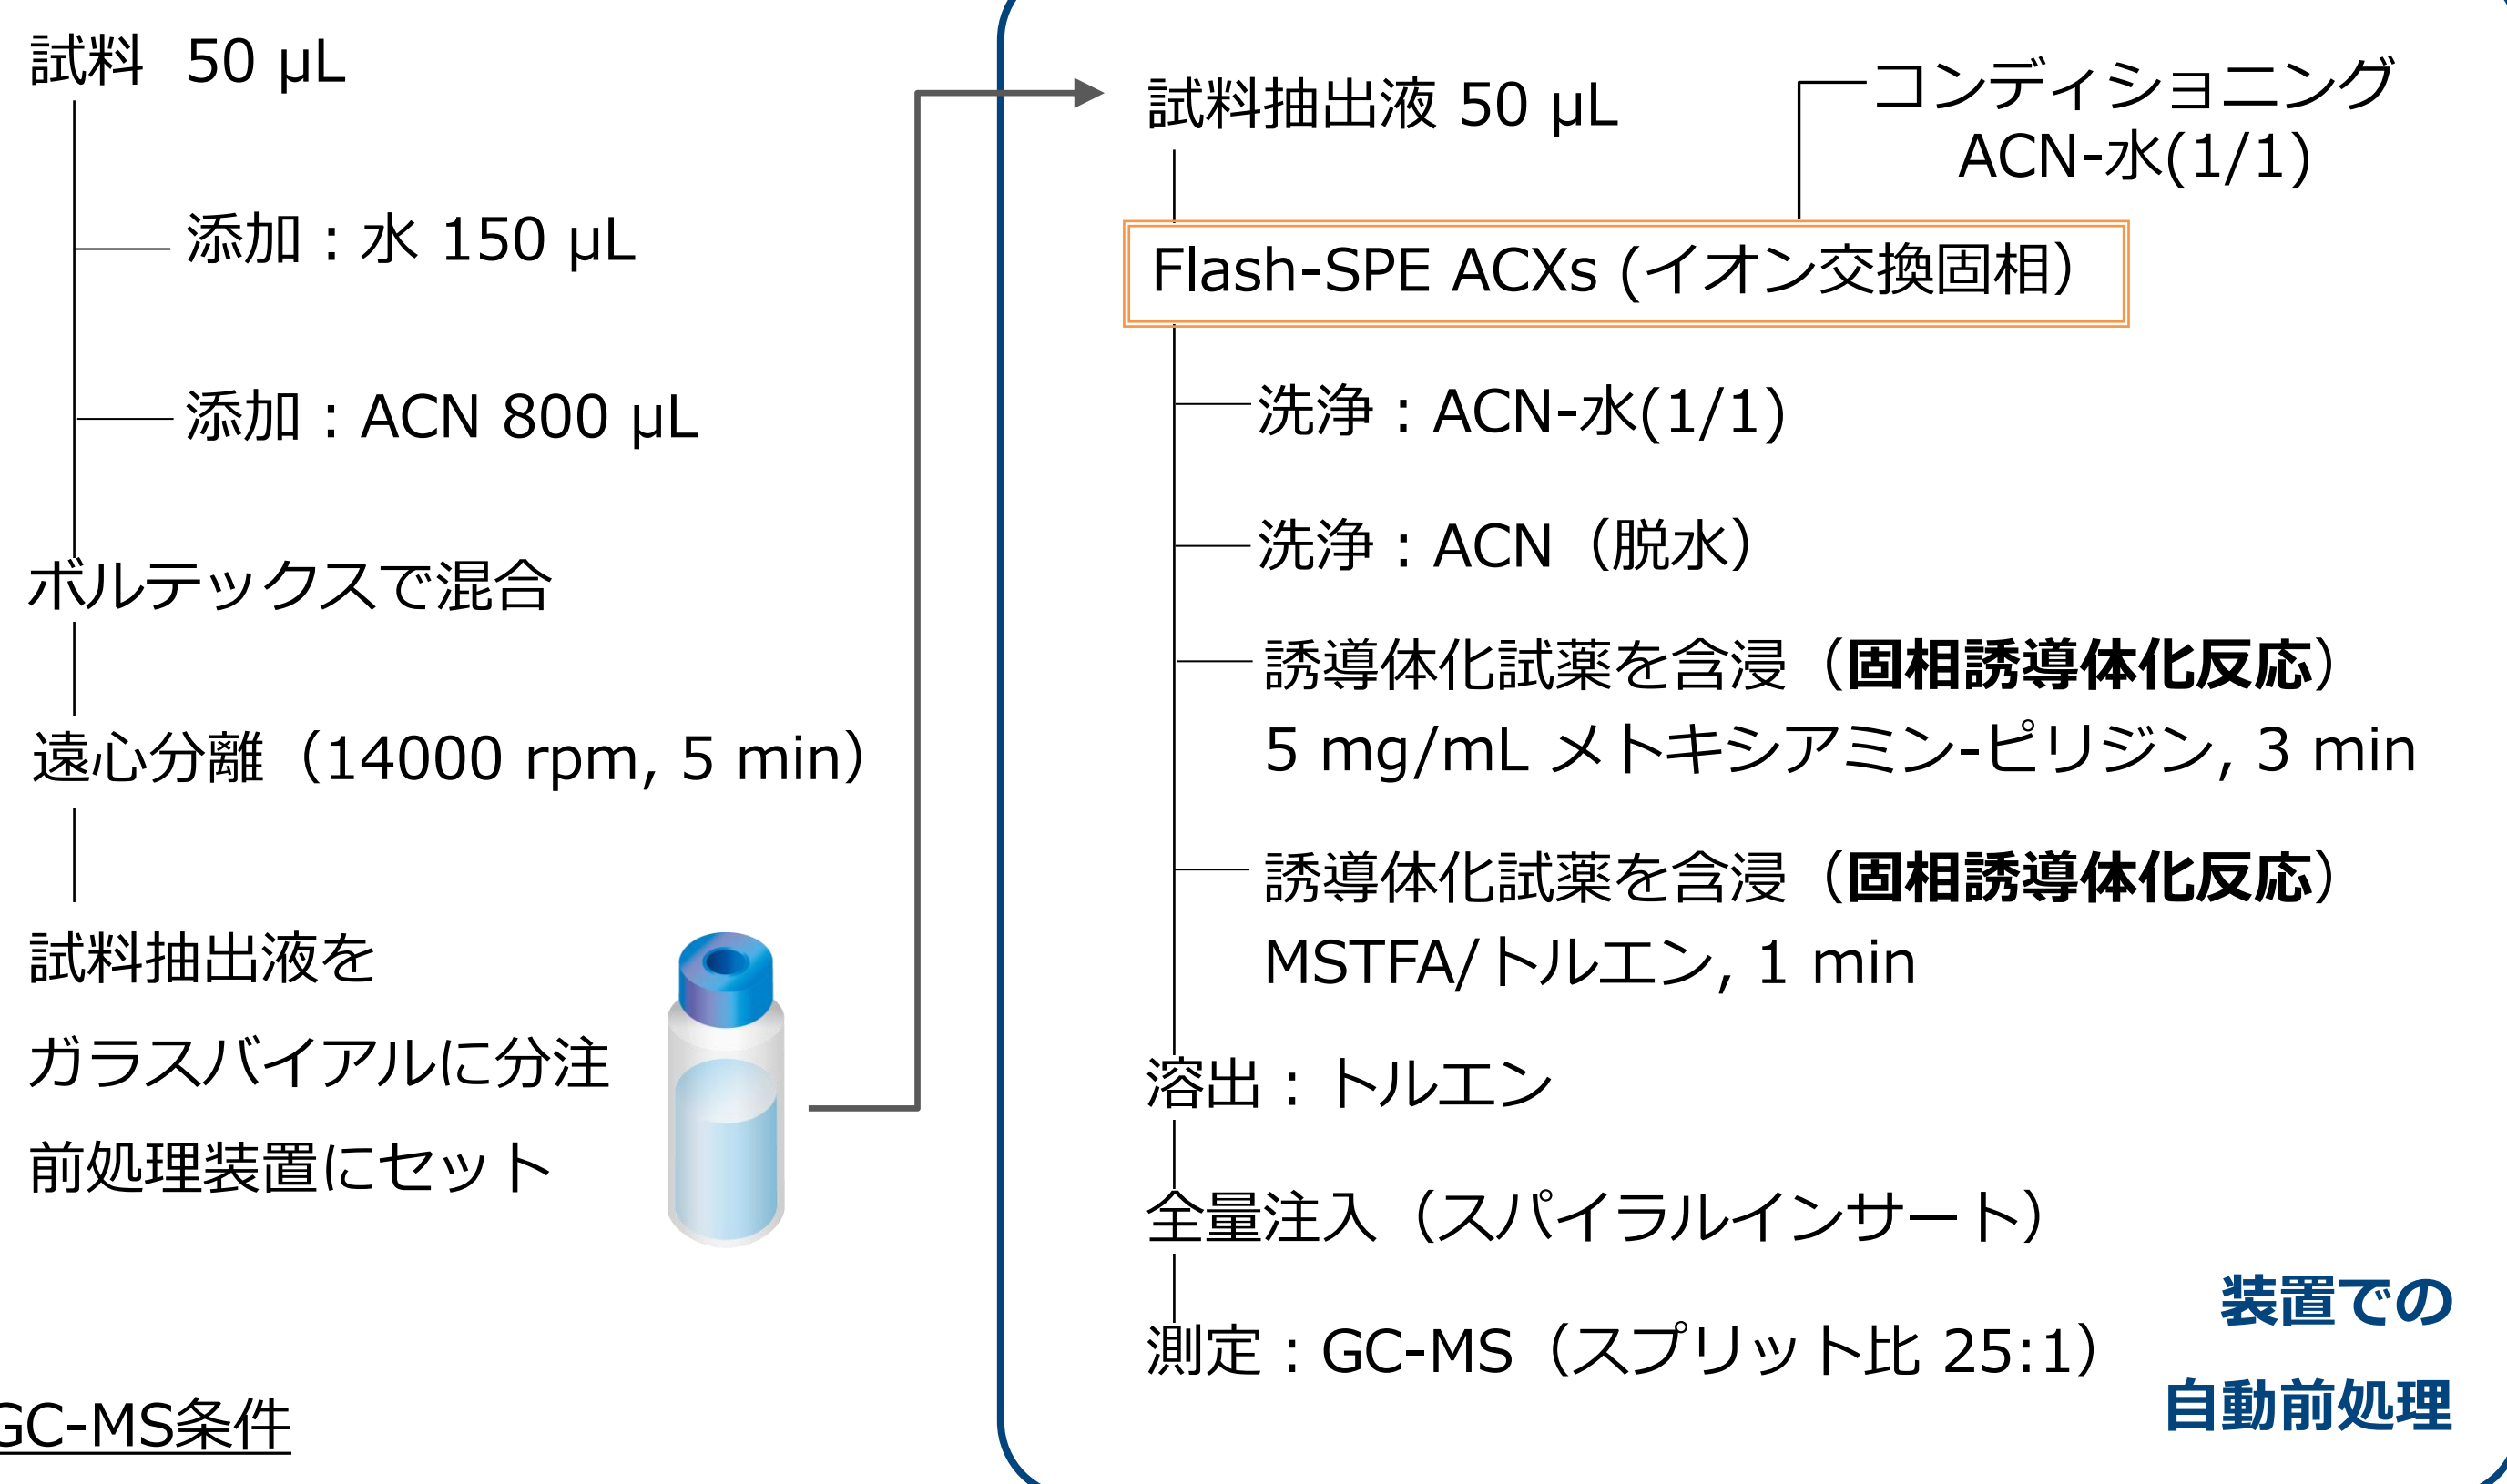 試料 50 µL
添加：水 150 µL
添加：ACN 800 µL
ボルテックスで混合
遠心分離（14000 rpm, 5 min）
試料抽出液を
ガラスバイアルに分注
前処理装置にセット
GC-MS条件
試料抽出液 50 µL
コンディショニング
ACN-水(1/1)
Flash-SPE ACXs (イオン交換固相）
洗浄：ACN-水(1/1)
洗浄：ACN（脱水）
誘導体化試薬を含浸（固相誘導体化反応）
5 mg/mL メトキシアミン-ピリジン, 3 min
誘導体化試薬を含浸（固相誘導体化反応）
MSTFA/トルエン, 1 min
溶出：トルエン
全量注入（スパイラルインサート）
測定：GC-MS（スプリット比 25:1）
装置での
自動前処理